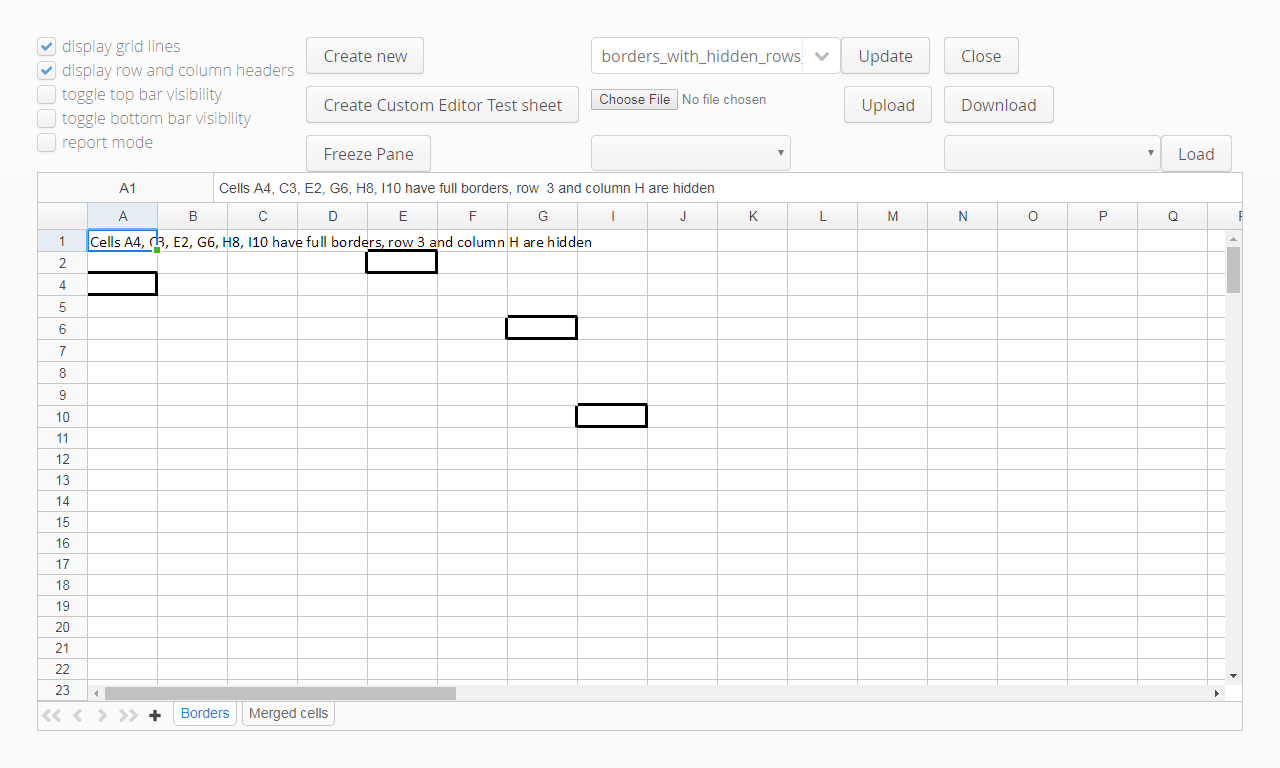 display grid lines
display row and column headers
toggle top bar visibility
toggle bottom bar visibility
report mode
Create new
borders_with_hidden_rows_
Update
Close
Create Custom Editor Test sheet
Choose File No file chosen
Upload
Download
Freeze Pane
Load
A1
Cells A4, C3, E2, G6, H8, I10 have full borders, row  3 and column H are hidden
A B C D E F G I J K L M N O P Q
1 Cells A4, C3, E2, G6, H8, I10 have full borders, row 3 and column H are hidden
2
4
5
6
7
8
9
10
11
12
13
14
15
16
17
18
19
20
21
22
23
Borders
Merged cells